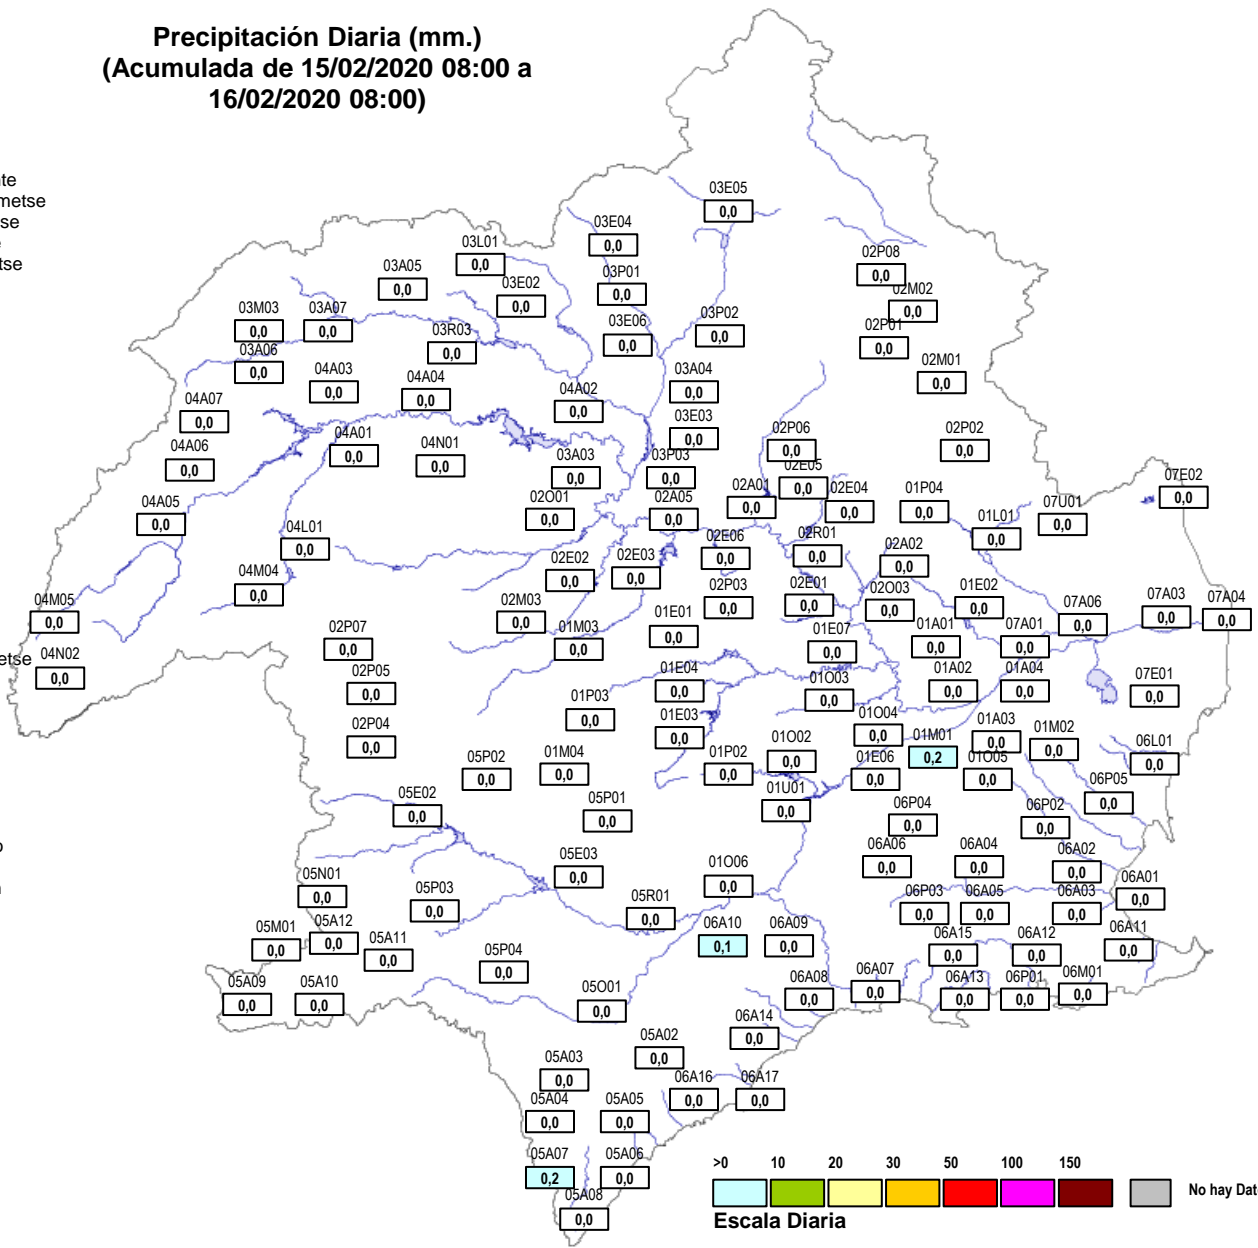 Precipitación Diaria (mm.)
(Acumulada de 15/02/2020 08:00 a
16/02/2020 08:00)
te
metse
se
tse
etse
03E05
0,0
03E04
0,0
03L01
0,0
02P08
0,0
03A05
0,0
03P01
0,0
03E02
0,0
02M02
0,0
03M03
0,0
03A07
0,0
03P02
0,0
03E06
0,0
03R03
0,0
02P01
0,0
03A06
0,0
02M01
0,0
04A03
0,0
04A04
0,0
03A04
0,0
04A02
0,0
04A07
0,0
03E03
0,0
04A01
0,0
04N01
0,0
02P06
0,0
02P02
0,0
04A06
0,0
03A03
0,0
03P03
0,0
02E05
0,0
07E02
0,0
02A01
0,0
02E04
0,0
01P04
0,0
04A05
0,0
02O01
0,0
02A05
0,0
07U01
0,0
01L01
0,0
04L01
0,0
02E06
0,0
02R01
0,0
02A02
0,0
02E02
0,0
02E03
0,0
04M04
0,0
02P03
0,0
02E01
0,0
02O03
0,0
01E02
0,0
07A03
0,0
07A04
0,0
04M05
0,0
02M03
0,0
01E01
0,0
07A06
0,0
02P07
0,0
01M03
0,0
01E07
0,0
01A01
0,0
07A01
0,0
04N02
0,0
02P05
0,0
01E04
0,0
01O03
0,0
01A02
0,0
01A04
0,0
07E01
0,0
01P03
0,0
02P04
0,0
01E03
0,0
01O04
0,0
01M01
0,2
01A03
0,0
01M02
0,0
05P02
0,0
01M04
0,0
01P02
0,0
01O02
0,0
01E06
0,0
01O05
0,0
06L01
0,0
05E02
0,0
05P01
0,0
01U01
0,0
06P04
0,0
06P02
0,0
06P05
0,0
05E03
0,0
01O06
0,0
06A06
0,0
06A04
0,0
06A02
0,0
05N01
0,0
05P03
0,0
05R01
0,0
06P03
0,0
06A05
0,0
06A03
0,0
06A01
0,0
05M01
0,0
05A12
0,0
05A11
0,0
06A10
0,1
06A09
0,0
06A15
0,0
06A12
0,0
06A11
0,0
05P04
0,0
05A09
0,0
05A10
0,0
05O01
0,0
06A08
0,0
06A07
0,0
06A13
0,0
06P01
0,0
06M01
0,0
06A14
0,0
05A02
0,0
05A03
0,0
06A16
0,0
06A17
0,0
05A04
0,0
05A05
0,0
05A07
0,2
05A06
0,0
05A08
0,0
>0 10 20 30 50 100 150
No hay Dat
Escala Diaria